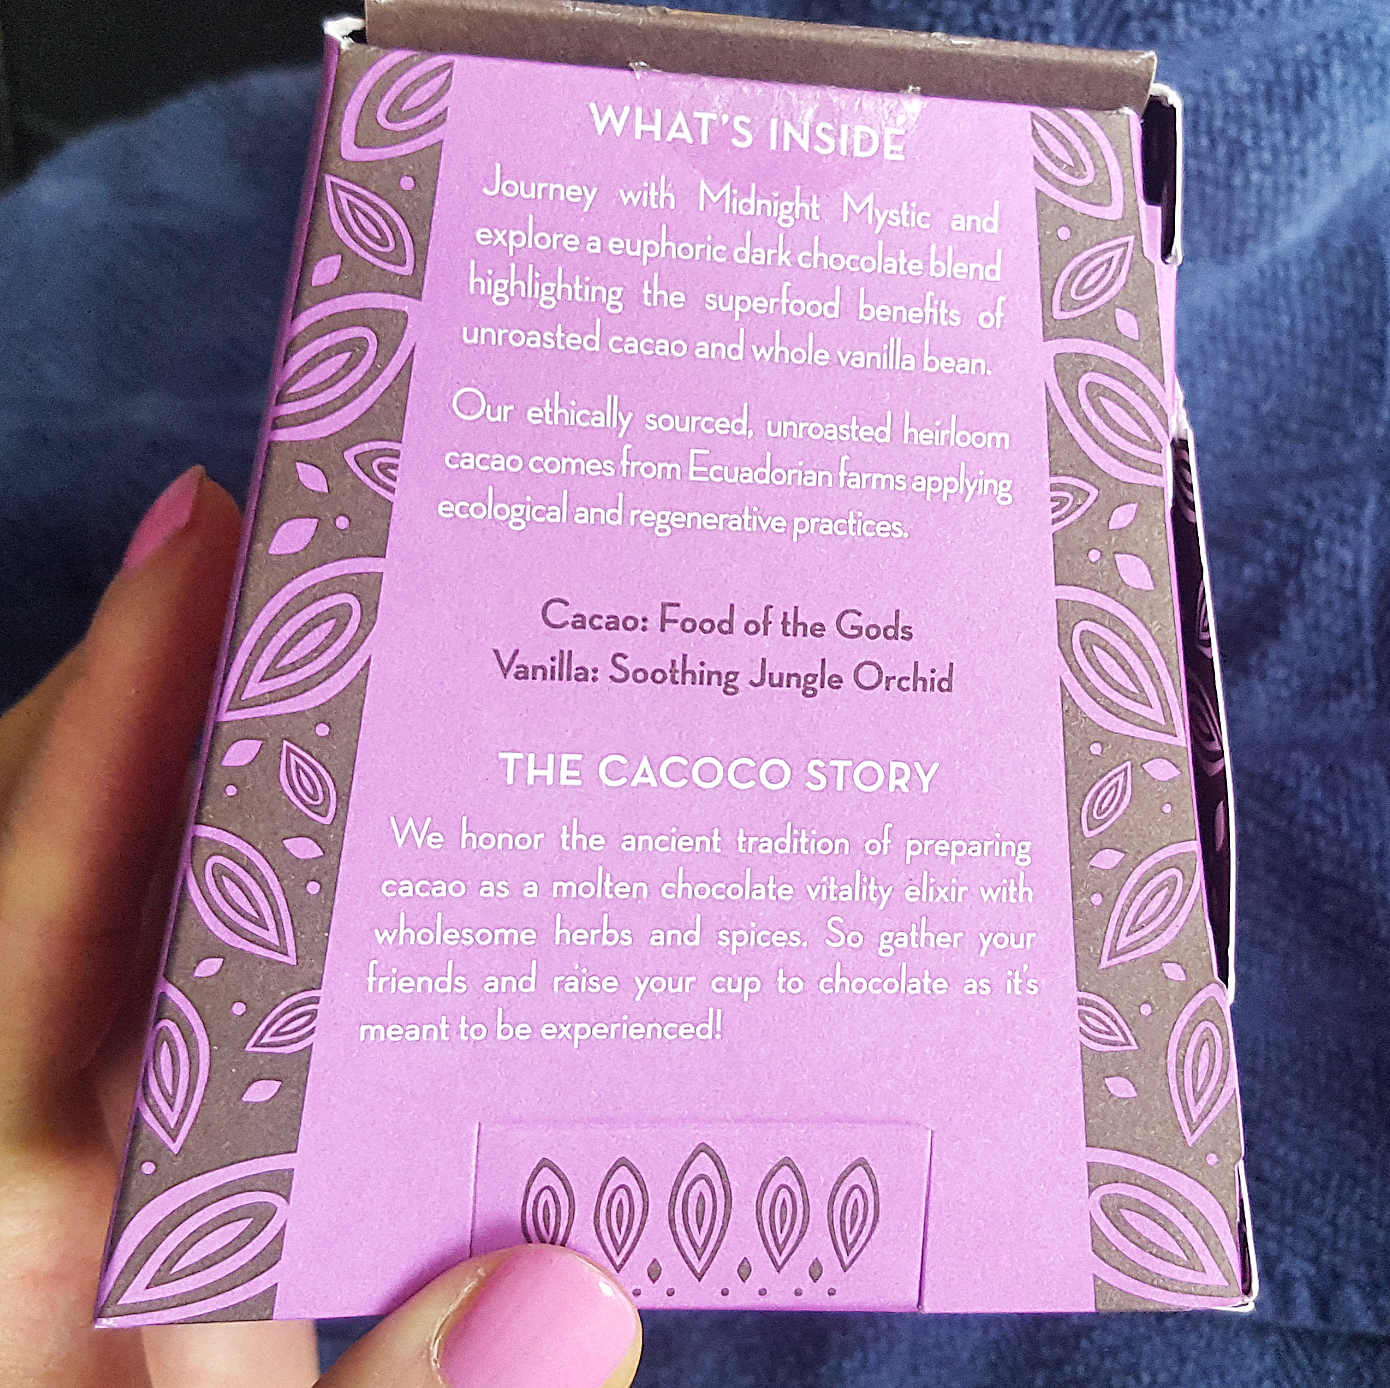 WHAT'S INSIDE
Journey with Midnight Mystic and
explore a euphoric dark chocolate blend
highlighting the superfood benefits of
unroasted cacao and whole vanilla bean.
Our ethically sourced, unroasted heirloom
cacao comes from Ecuadorian farms applying
ecological and regenerative practices.
Cacao: Food of the Gods
Vanilla: Soothing Jungle Orchid
THE CACOCO STORY
We honor the ancient tradition of preparing
cacao as a molten chocolate vitality elixir with
wholesome herbs and spices. So gather your
friends and raise your cup to chocolate as it's
meant to be experienced!